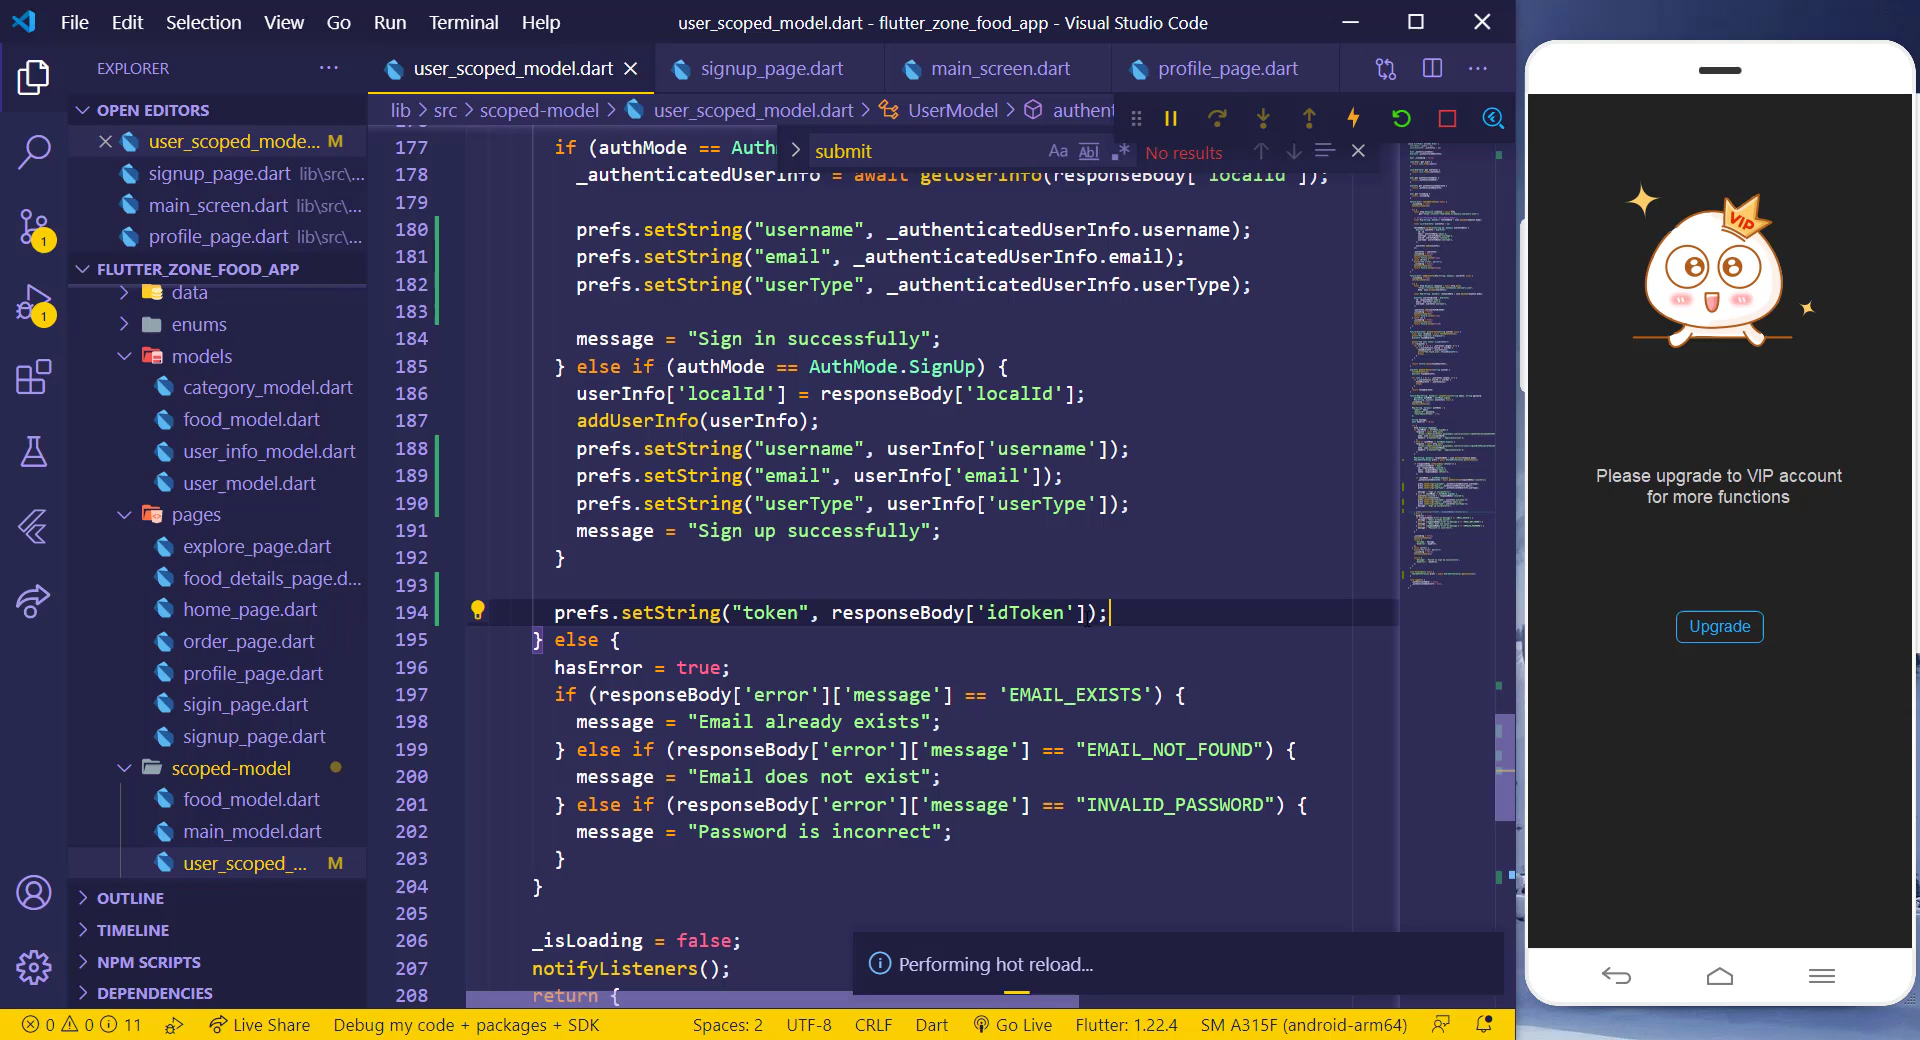 File Edit Selection View Go Run Terminal Help user_scoped_model.dart - flutter_zone_food_app - Visual Studio Code
EXPLORER ···
user_scoped_model.dart signup_page.dart main_screen.dart profile_page.dart ···
OPEN EDITORS
lib > src > scoped-model > user_scoped_model.dart > UserModel > authent
user_scoped_mode... M
signup_page.dart lib\src\...
main_screen.dart lib\src\...
profile_page.dart lib\src\...
submit Aa Abl .* No results
FLUTTER_ZONE_FOOD_APP
data
enums
models
category_model.dart
food_model.dart
user_info_model.dart
user_model.dart
pages
explore_page.dart
food_details_page.d...
home_page.dart
order_page.dart
profile_page.dart
sigin_page.dart
signup_page.dart
scoped-model
food_model.dart
main_model.dart
user_scoped_... M
OUTLINE
TIMELINE
NPM SCRIPTS
DEPENDENCIES
1
1
177 if (authMode == Auth
178 _authenticatedUserInfo = await getUserInfo(responseBody['localId']);
179
180 prefs.setString("username", _authenticatedUserInfo.username);
181 prefs.setString("email", _authenticatedUserInfo.email);
182 prefs.setString("userType", _authenticatedUserInfo.userType);
183
184 message = "Sign in successfully";
185 } else if (authMode == AuthMode.SignUp) {
186 userInfo['localId'] = responseBody['localId'];
187 addUserInfo(userInfo);
188 prefs.setString("username", userInfo['username']);
189 prefs.setString("email", userInfo['email']);
190 prefs.setString("userType", userInfo['userType']);
191 message = "Sign up successfully";
192 }
193
194 prefs.setString("token", responseBody['idToken']);
195 } else {
196 hasError = true;
197 if (responseBody['error']['message'] == 'EMAIL_EXISTS') {
198 message = "Email already exists";
199 } else if (responseBody['error']['message'] == "EMAIL_NOT_FOUND") {
200 message = "Email does not exist";
201 } else if (responseBody['error']['message'] == "INVALID_PASSWORD") {
202 message = "Password is incorrect";
203 }
204 }
205
206 _isLoading = false;
207 notifyListeners();
208 return {
Performing hot reload...
0 0 11 Live Share Debug my code + packages + SDK Spaces: 2 UTF-8 CRLF Dart Go Live Flutter: 1.22.4 SM A315F (android-arm64)
VIP
Please upgrade to VIP account
for more functions
Upgrade